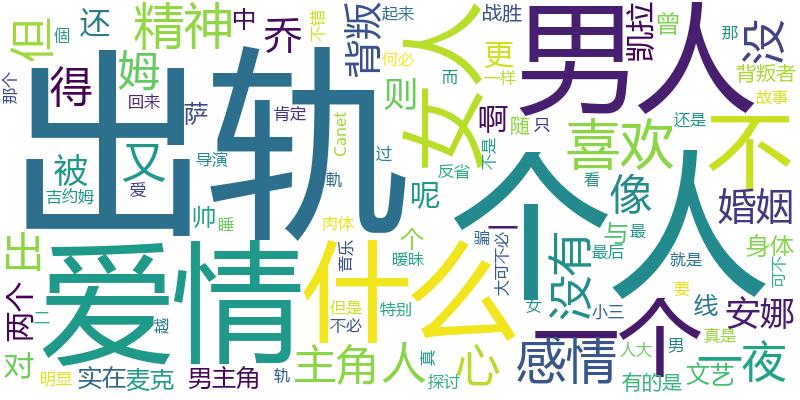 出轨
男人
个人
爱情
什么
女人
一个
不
喜欢
感情
精神
主角
人
心
没有
像
婚姻
安娜
一夜
身体
文艺
有的是
人大
真是
线
与
最后
最
就是
可不
小三
男
女
耍
骗
大可不必
看
还是
故事
背叛者
那
没
曾
凯拉
战胜
更
一样
而
啊
随
只
不是
反省
起来
何必
背叛
不错
乔
中
还
但
那个
個
得
姆
回来
萨
肯定
则
Canet
过
导演
軌
呢
被
又
爱
吉约姆
帅
睡
肉体
个
暧昧
音乐
出
两个
二
对
明显
实在
麦克
男主角
轨
但是
不必
特别
真
探讨